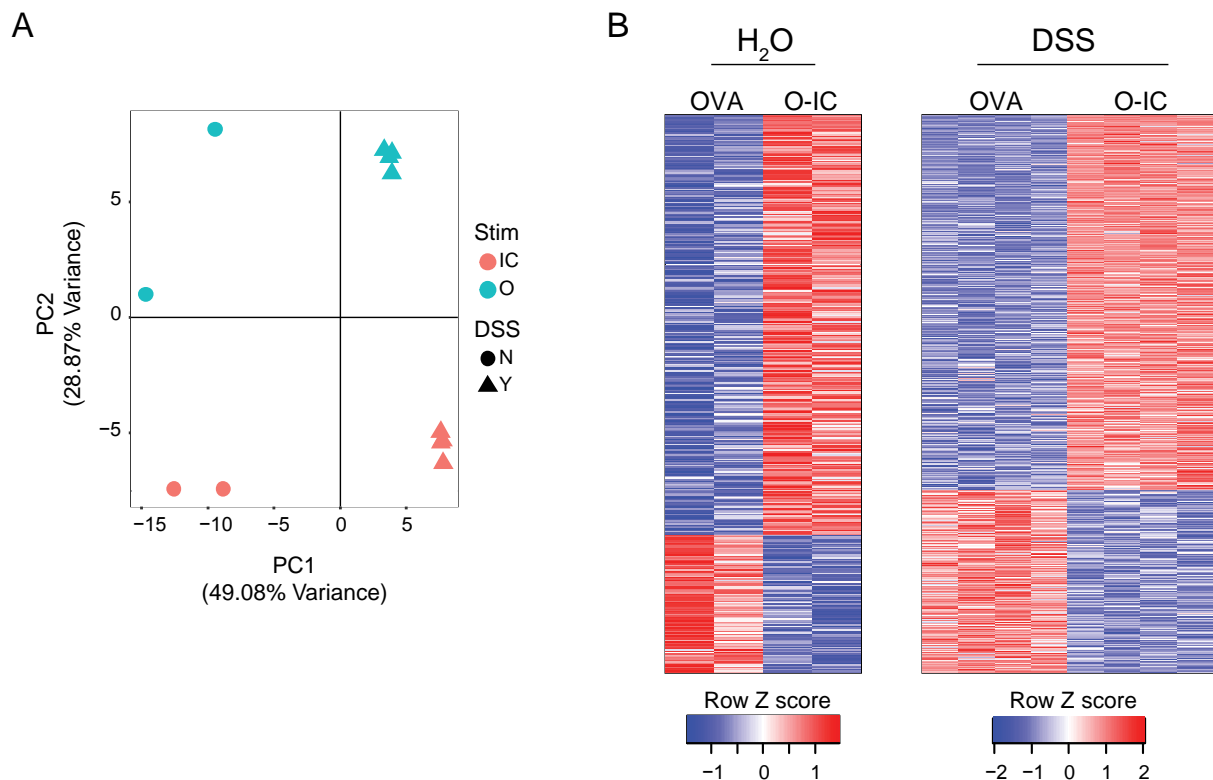 A
PC2
(28.87% Variance)
5
0
−5
−15
−10
−5
0
5
PC1
(49.08% Variance)
Stim
IC
O
DSS
N
Y
B
H₂O
DSS
OVA O-IC
OVA O-IC
Row Z score
−1 0 1
Row Z score
−2 −1 0 1 2